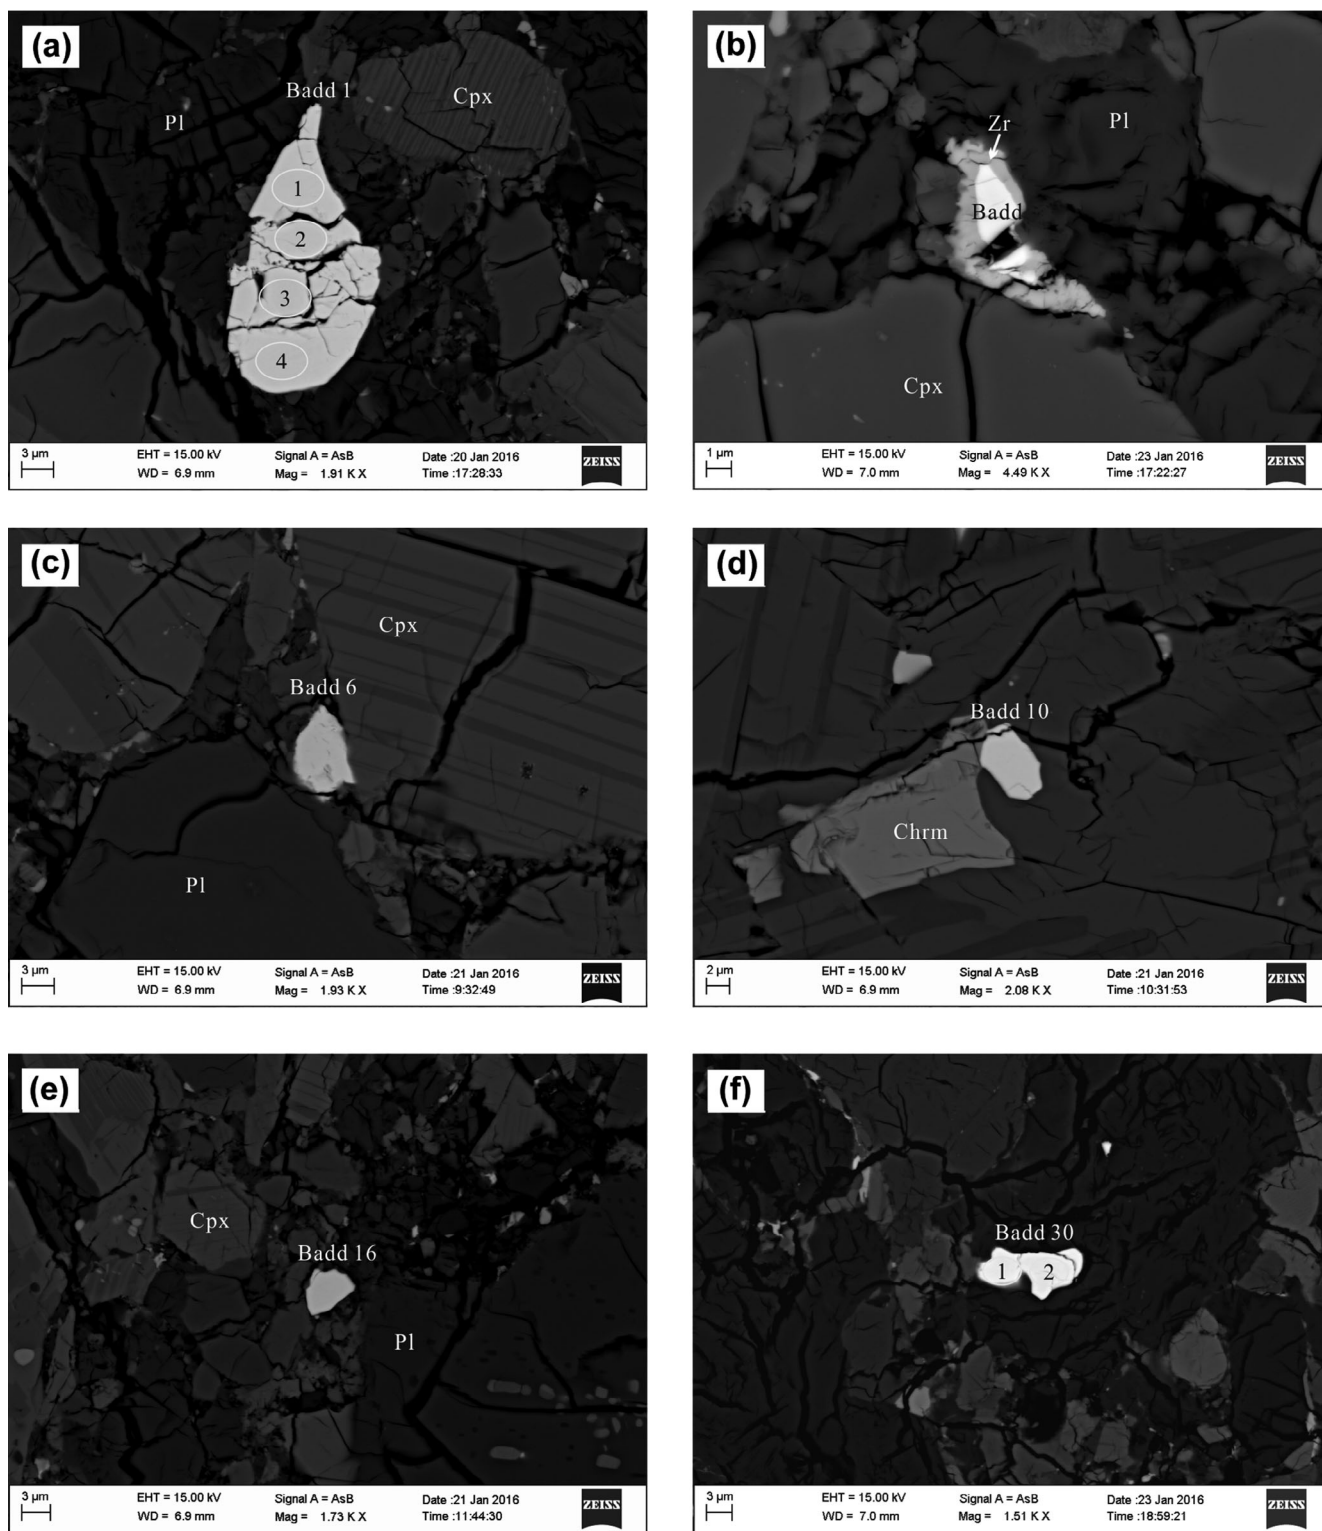 (a)
Badd 1
Cpx
Pl
1
2
3
4
3 µm
EHT = 15.00 kV
Signal A = AsB
Date :20 Jan 2016
WD = 6.9 mm
Mag = 1.91 K X
Time :17:28:33
ZEISS
(b)
Zr
Pl
Badd
Cpx
1 µm
EHT = 15.00 kV
Signal A = AsB
Date :23 Jan 2016
WD = 7.0 mm
Mag = 4.49 K X
Time :17:22:27
ZEISS
(c)
Cpx
Badd 6
Pl
3 µm
EHT = 15.00 kV
Signal A = AsB
Date :21 Jan 2016
WD = 6.9 mm
Mag = 1.93 K X
Time :9:32:49
ZEISS
(d)
Badd 10
Chrm
2 µm
EHT = 15.00 kV
Signal A = AsB
Date :21 Jan 2016
WD = 6.9 mm
Mag = 2.08 K X
Time :10:31:53
ZEISS
(e)
Cpx
Badd 16
Pl
3 µm
EHT = 15.00 kV
Signal A = AsB
Date :21 Jan 2016
WD = 6.9 mm
Mag = 1.73 K X
Time :11:44:30
ZEISS
(f)
Badd 30
1 2
3 µm
EHT = 15.00 kV
Signal A = AsB
Date :23 Jan 2016
WD = 7.0 mm
Mag = 1.51 K X
Time :18:59:21
ZEISS